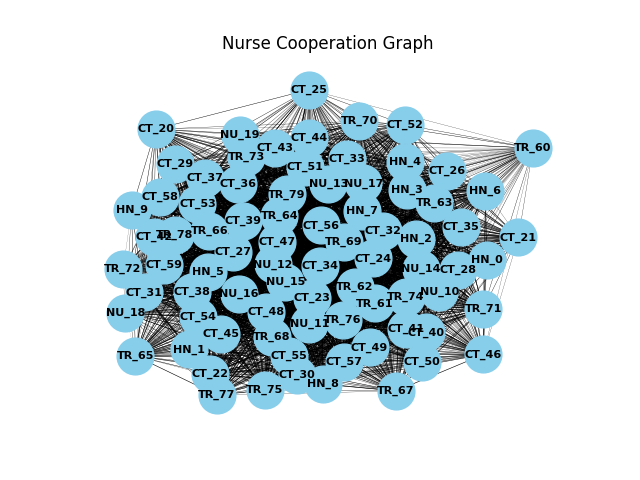 Nurse Cooperation Graph
CT_25
CT_20
TR_70
CT_52
NU_19
CT_44
TR_60
CT_43
TR_73
CT_33
CT_29
HN_4
CT_51
CT_26
CT_37
CT_36
NU_13
NU_17
HN_3
HN_6
TR_79
CT_58
CT_53
TR_63
HN_9
HN_7
TR_64
CT_39
CT_56
CT_35
TR_66
CT_32
TR_78
CT_21
HN_2
CT_47
TR_69
CT_27
HN_0
CT_24
NU_12
CT_34
CT_59
TR_72
NU_14
CT_28
HN_5
NU_15
TR_62
CT_31
CT_38
NU_16
NU_10
TR_74
CT_23
TR_61
TR_71
NU_18
CT_48
CT_54
TR_76
NU_11
CT_40
CT_45
TR_68
CT_49
HN_1
CT_46
TR_65
CT_55
CT_57
CT_50
CT_22
CT_30
HN_8
TR_75
TR_67
TR_77